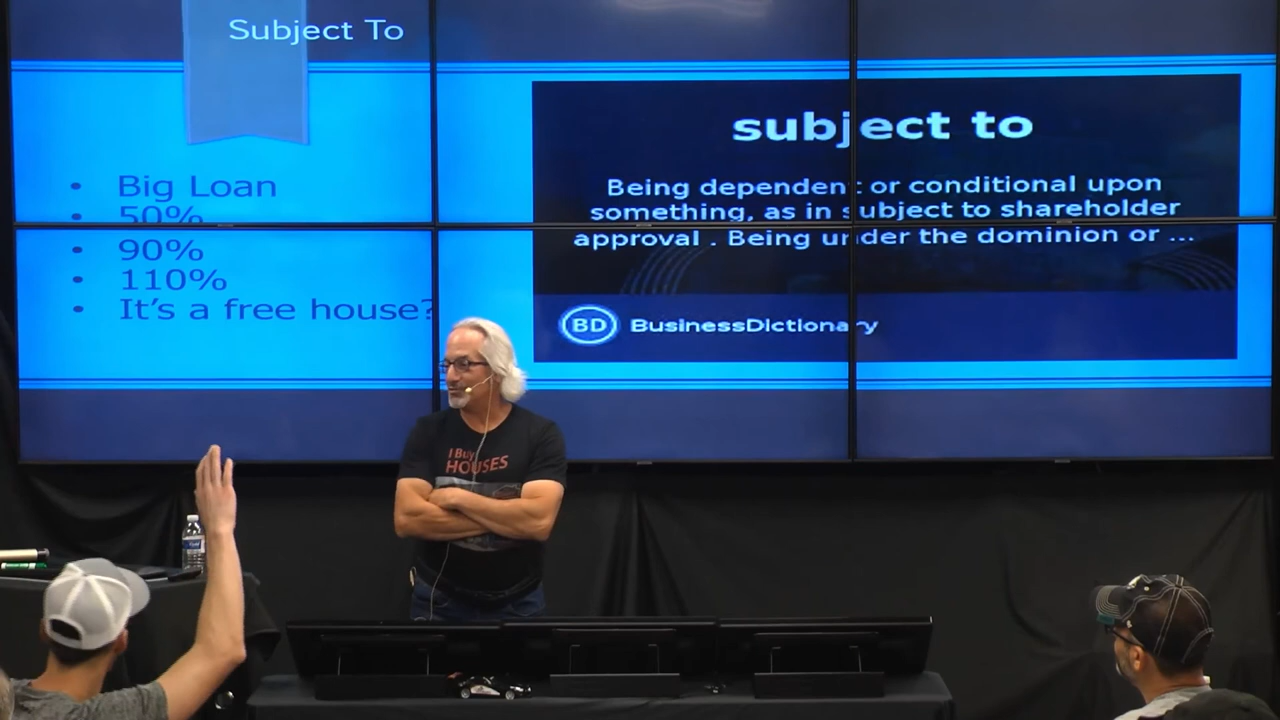 Subject To
• Big Loan
• 50%
• 90%
• 110%
• It's a free house?
subject to
Being dependent or conditional upon
something, as in subject to shareholder
approval . Being under the dominion or ...
BD BusinessDictionary
I Buy
HOUSES